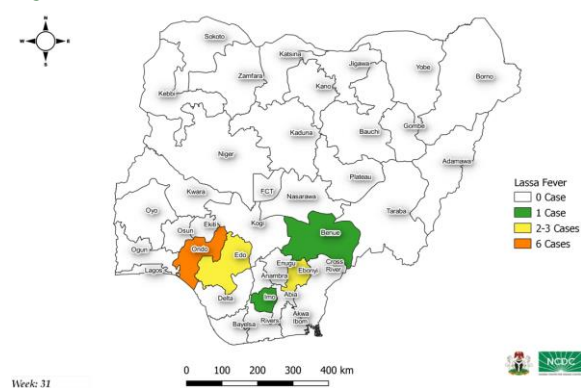 N
W
E
S
Sokoto
Katsina
Jigawa
Yobe
Borno
Zamfara
Kano
Kebbi
Kaduna
Bauchi
Gombe
Niger
Adamawa
Plateau
FCT
Kwara
Nasarawa
Taraba
Oyo
Ekiti
Kogi
Benue
Osun
Ondo
Edo
Ogun
Lagos
Enugu
Ebonyi
Cross
River
Anambra
Delta
Imo
Abia
Bayelsa
Rivers
Akwa
Ibom
Lassa Fever
0 Case
1 Case
2-3 Cases
6 Cases
0 100 200 300 400 km
Week: 31
NCDC